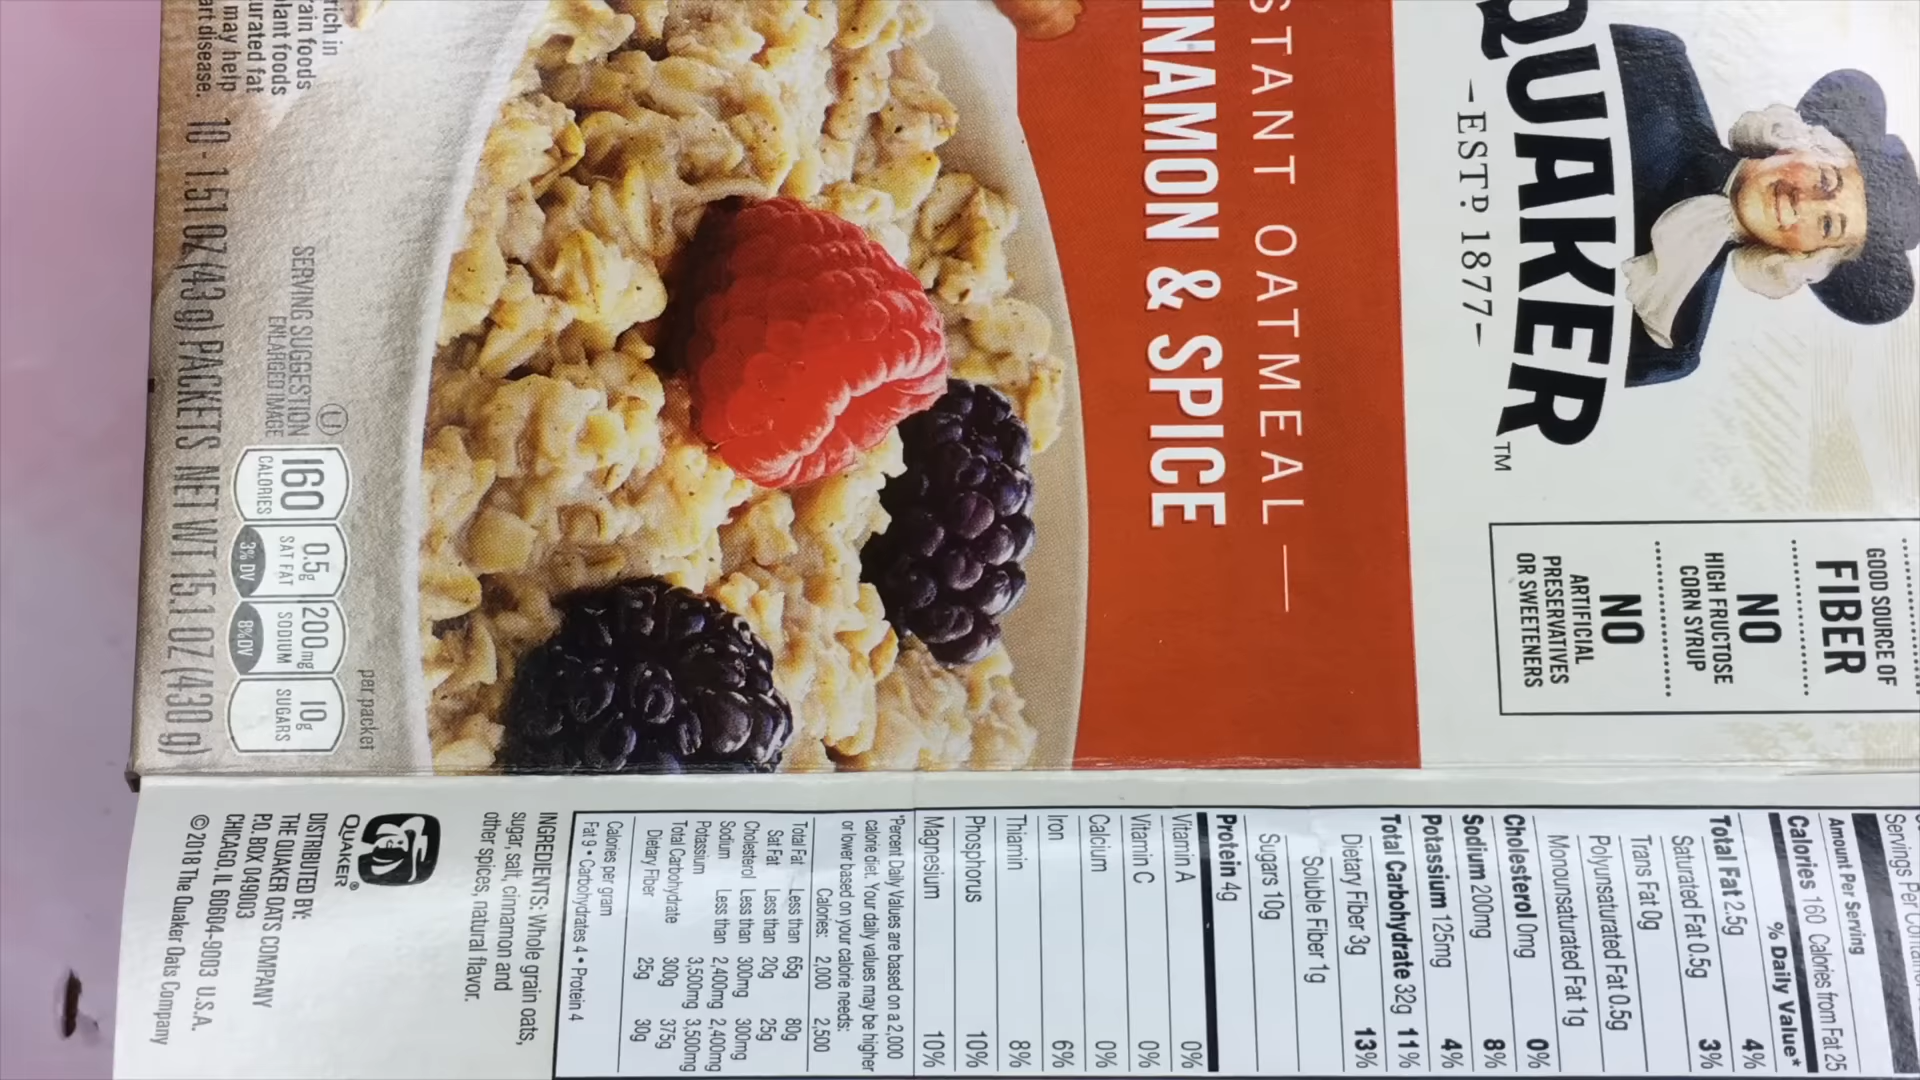 QUAKER
TM
-ESTD 1877-
STANT OATMEAL
INNAMON & SPICE
GOOD SOURCE OF
FIBER
NO
HIGH FRUCTOSE
CORN SYRUP
NO
ARTIFICIAL
PRESERVATIVES
OR SWEETENERS
rich in
foods
foods
fat
may help
disease.
SERVING SUGGESTION
ENLARGED IMAGE
U
per packet
160
CALORIES
0.5g
SAT FAT
3% DV
200mg
SODIUM
8% DV
10g
SUGARS
10 - 1.51 OZ (43 g) PACKETS NET WT 15.1 OZ (430 g)
Servings Per
Amount Per Serving
Calories 160 Calories from Fat 25
% Daily Value*
Total Fat 2.5g 4%
Saturated Fat 0.5g 3%
Trans Fat 0g
Polyunsaturated Fat 0.5g
Monounsaturated Fat 1g
Cholesterol 0mg 0%
Sodium 200mg 8%
Potassium 125mg 4%
Total Carbohydrate 32g 11%
Dietary Fiber 3g 13%
Soluble Fiber 1g
Sugars 10g
Protein 4g
Vitamin A 0%
Vitamin C 0%
Calcium 0%
Iron 6%
Thiamin 8%
Phosphorus 10%
Magnesium 10%
*Percent Daily Values are based on a 2,000
calorie diet. Your daily values may be higher
or lower based on your calorie needs:
Calories: 2,000 2,500
Total Fat Less than 65g 80g
Sat Fat Less than 20g 25g
Cholesterol Less than 300mg 300mg
Sodium Less than 2,400mg 2,400mg
Potassium 3,500mg 3,500mg
Total Carbohydrate 300g 375g
Dietary Fiber 25g 30g
Calories per gram
Fat 9 • Carbohydrates 4 • Protein 4
INGREDIENTS: Whole grain oats,
sugar, salt, cinnamon and
other spices, natural flavor.
QUAKER®
DISTRIBUTED BY:
THE QUAKER OATS COMPANY
P.O. BOX 049003
CHICAGO, IL 60604-9003 U.S.A.
© 2018 The Quaker Oats Company